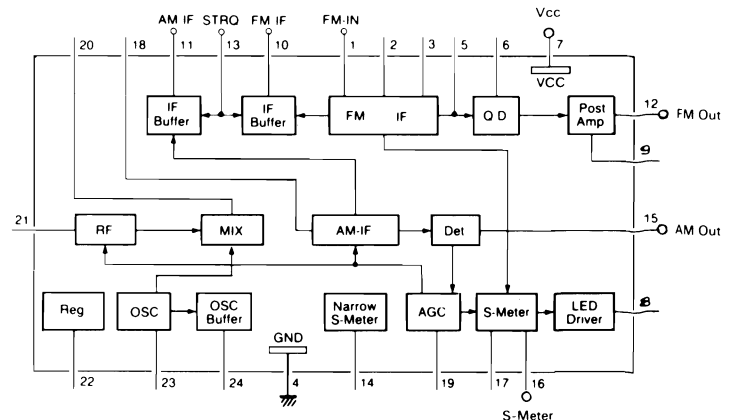 AM IF STRQ FM IF FM-IN Vcc
20 18 11 13 10 1 2 3 5 6 7
VCC
IF Buffer IF Buffer FM IF Q D Post Amp 12 FM Out
9
21 RF MIX AM-IF Det 15 AM Out
Reg OSC OSC Buffer Narrow S-Meter AGC S-Meter LED Driver 8
GND
22 23 24 4 14 19 17 16
S-Meter